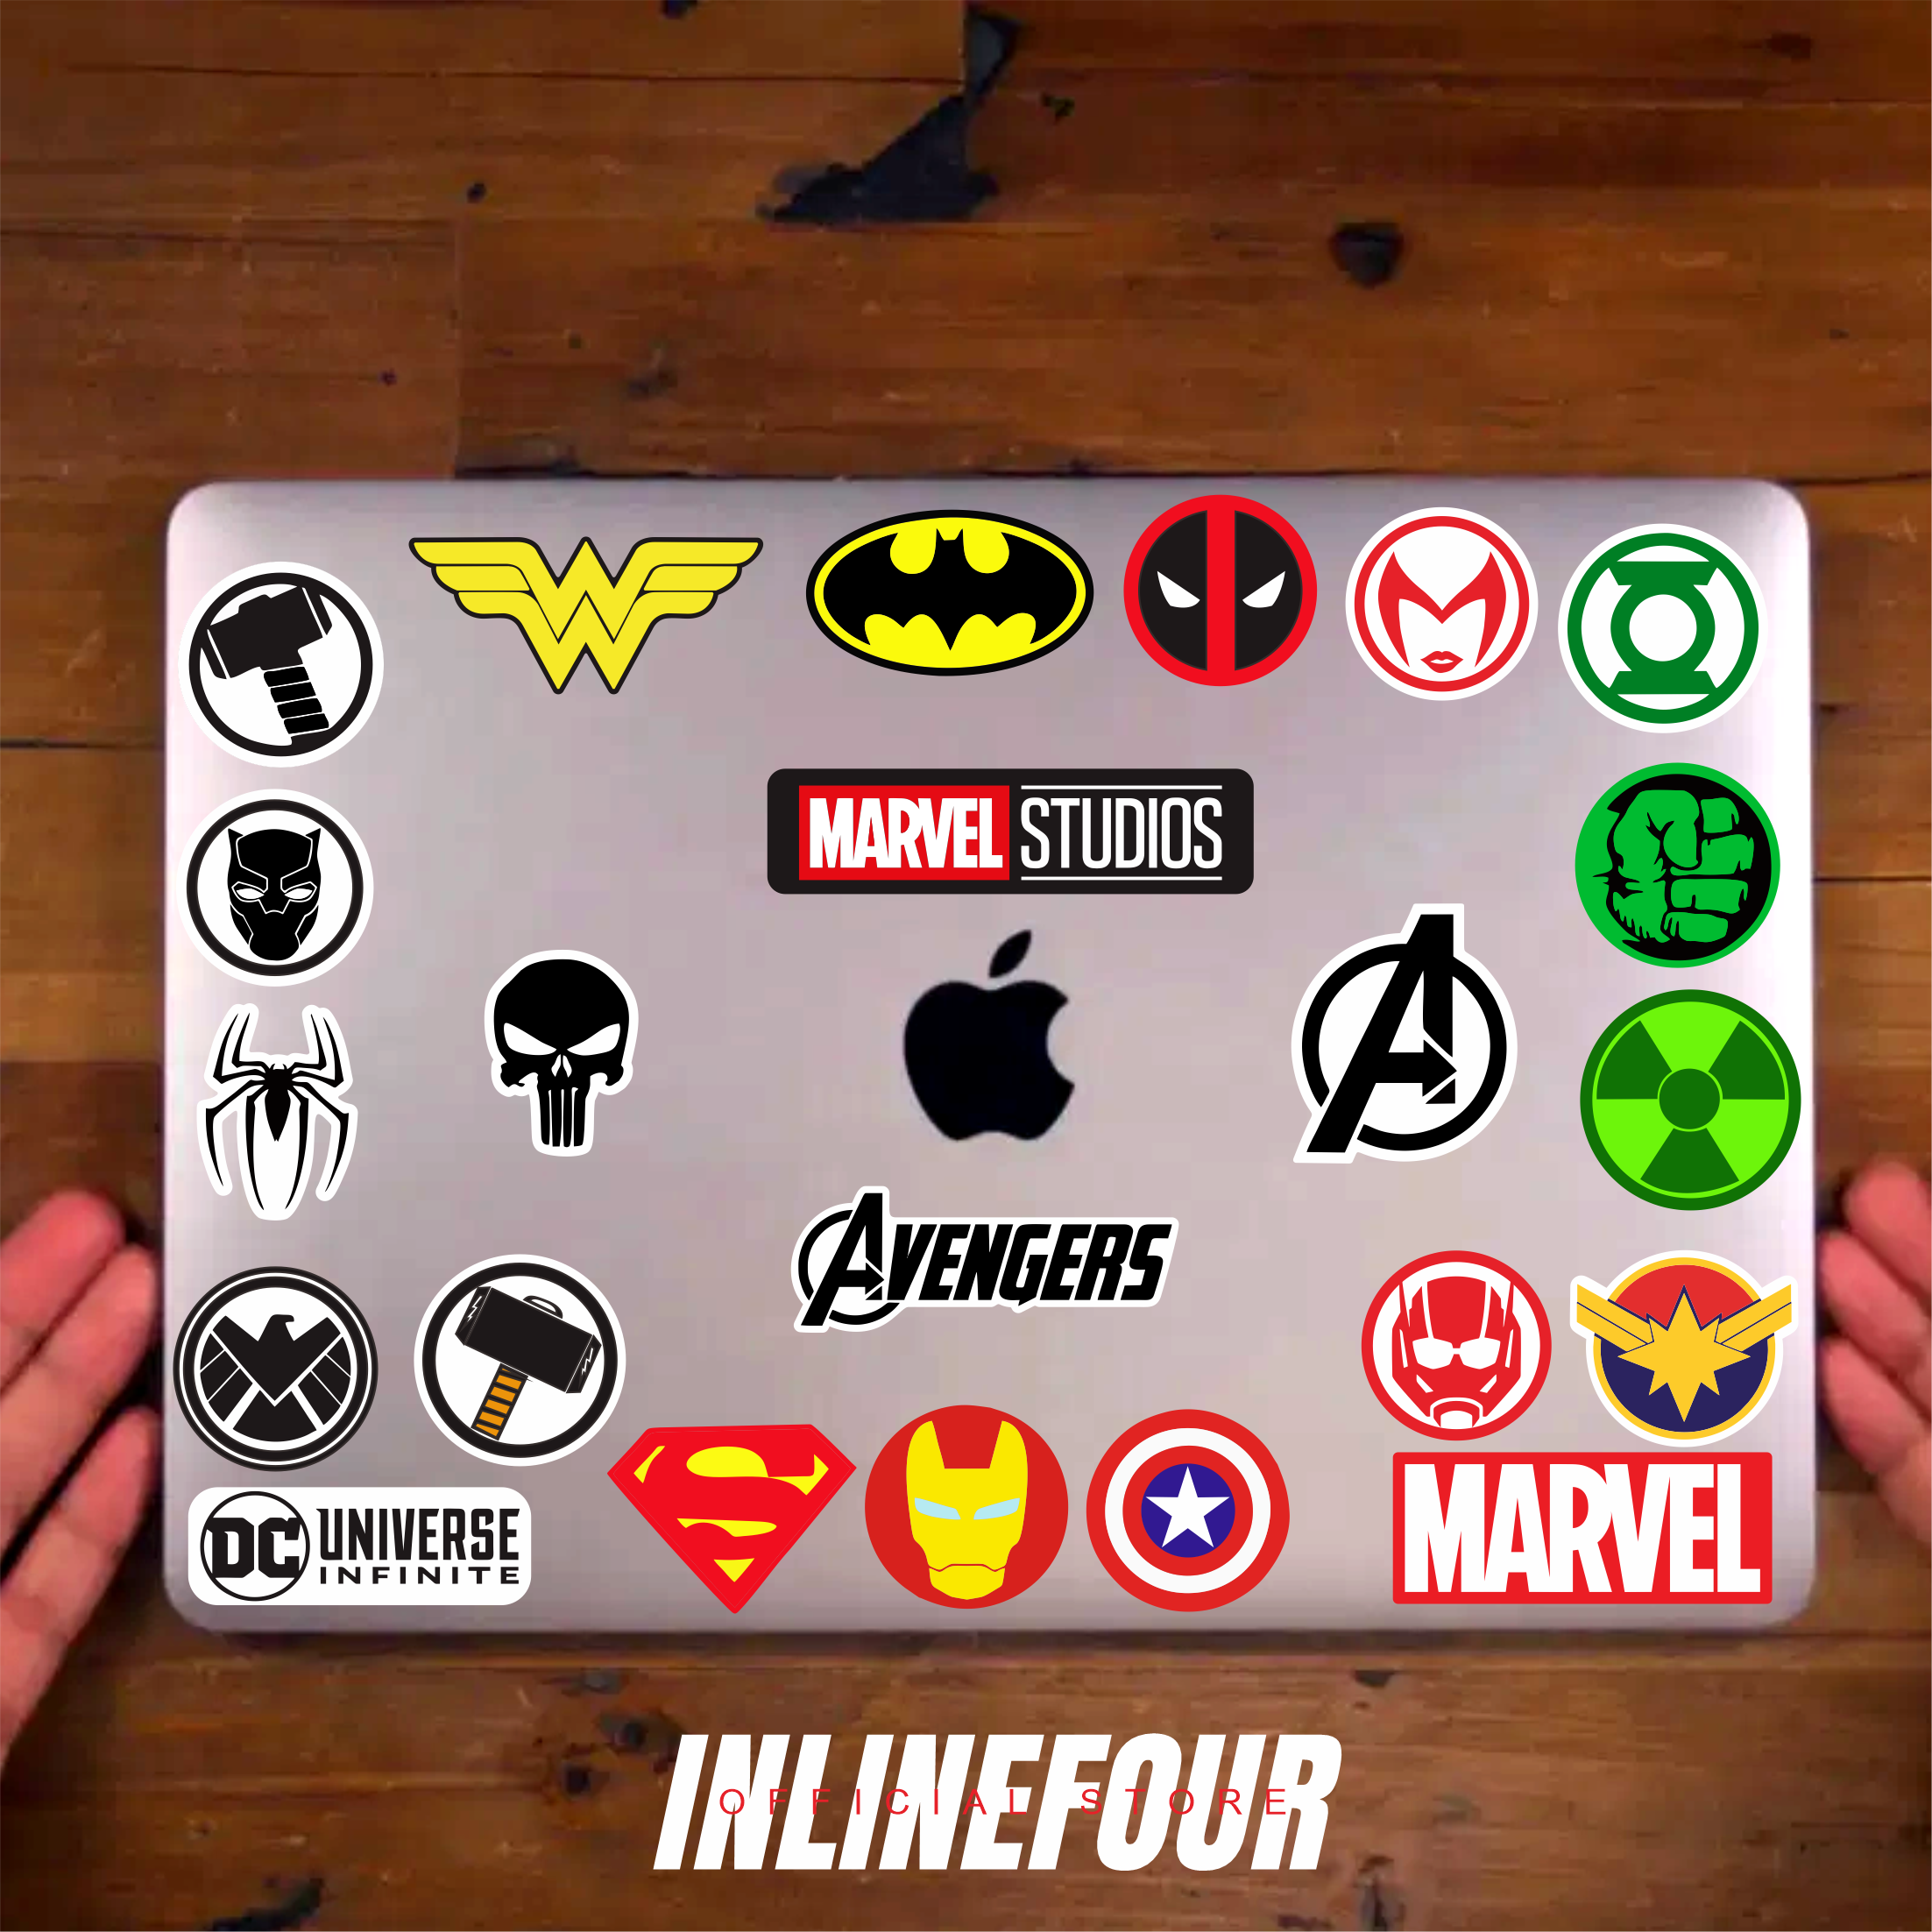 MARVEL STUDIOS
AVENGERS
DC UNIVERSE
INFINITE
MARVEL
INLINEFOUR
OFFICIAL STORE